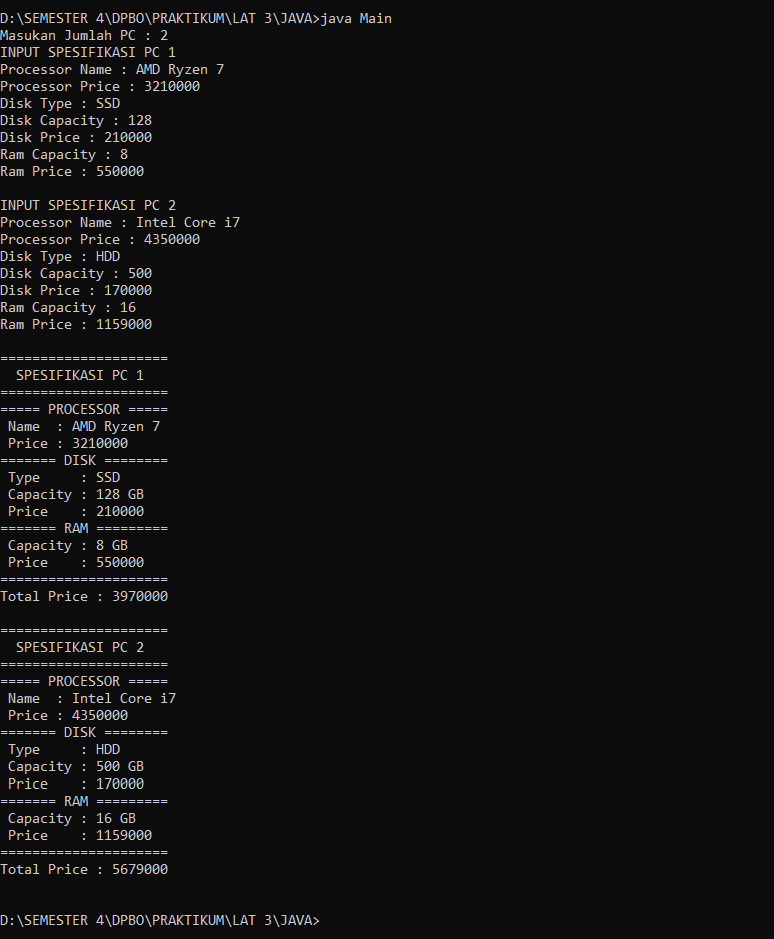 D:\SEMESTER 4\DPBO\PRAKTIKUM\LAT 3\JAVA>java Main
Masukan Jumlah PC : 2
INPUT SPESIFIKASI PC 1
Processor Name : AMD Ryzen 7
Processor Price : 3210000
Disk Type : SSD
Disk Capacity : 128
Disk Price : 210000
Ram Capacity : 8
Ram Price : 550000

INPUT SPESIFIKASI PC 2
Processor Name : Intel Core i7
Processor Price : 4350000
Disk Type : HDD
Disk Capacity : 500
Disk Price : 170000
Ram Capacity : 16
Ram Price : 1159000

=====================
  SPESIFIKASI PC 1
=====================
===== PROCESSOR =====
 Name  : AMD Ryzen 7
 Price : 3210000
======= DISK ========
 Type     : SSD
 Capacity : 128 GB
 Price    : 210000
======= RAM =========
 Capacity : 8 GB
 Price    : 550000
=====================
Total Price : 3970000

=====================
  SPESIFIKASI PC 2
=====================
===== PROCESSOR =====
 Name  : Intel Core i7
 Price : 4350000
======= DISK ========
 Type     : HDD
 Capacity : 500 GB
 Price    : 170000
======= RAM =========
 Capacity : 16 GB
 Price    : 1159000
=====================
Total Price : 5679000

D:\SEMESTER 4\DPBO\PRAKTIKUM\LAT 3\JAVA>